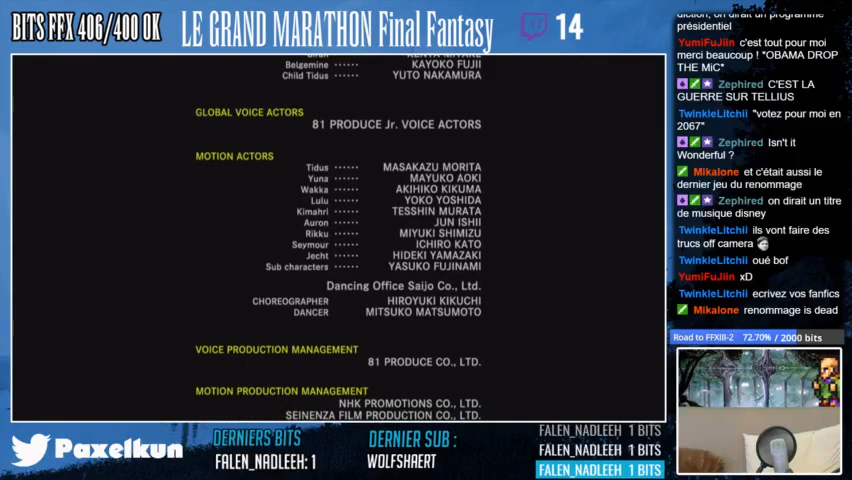 BITS FFX 406/400 OK
LE GRAND MARATHON Final Fantasy
14
Belgemine ······ KAYOKO FUJII
Child Tidus ······ YUTO NAKAMURA
GLOBAL VOICE ACTORS
81 PRODUCE Jr. VOICE ACTORS
MOTION ACTORS
Tidus ······ MASAKAZU MORITA
Yuna ······ MAYUKO AOKI
Wakka ······ AKIHIKO KIKUMA
Lulu ······ YOKO YOSHIDA
Kimahri ······ TESSHIN MURATA
Auron ······ JUN ISHII
Rikku ······ MIYUKI SHIMIZU
Seymour ······ ICHIRO KATO
Jecht ······ HIDEKI YAMAZAKI
Sub characters ······ YASUKO FUJINAMI
Dancing Office Saijo Co., Ltd.
CHOREOGRAPHER HIROYUKI KIKUCHI
DANCER MITSUKO MATSUMOTO
VOICE PRODUCTION MANAGEMENT
81 PRODUCE CO., LTD.
MOTION PRODUCTION MANAGEMENT
NHK PROMOTIONS CO., LTD.
SEINENZA FILM PRODUCTION CO., LTD.
diction, on dirait un programme
présidentiel
YumiFuJiin c'est tout pour moi
merci beaucoup ! "OBAMA DROP
THE MiC"
Zephired C'EST LA
GUERRE SUR TELLIUS
TwinkleLitchii "votez pour moi en
2067"
Zephired Isn't it
Wonderful ?
Mikalone et c'était aussi le
dernier jeu du renommage
Zephired on dirait un titre
de musique disney
TwinkleLitchii ils vont faire des
trucs off camera
TwinkleLitchii oué bof
YumiFuJiin xD
TwinkleLitchii ecrivez vos fanfics
Mikalone renommage is dead
Road to FFXIII-2 72.70% / 2000 bits
Paxelkun
DERNIERS BITS
FALEN_NADLEEH: 1
DERNIER SUB :
WOLFSHAERT
FALEN_NADLEEH 1 BITS
FALEN_NADLEEH 1 BITS
FALEN_NADLEEH 1 BITS